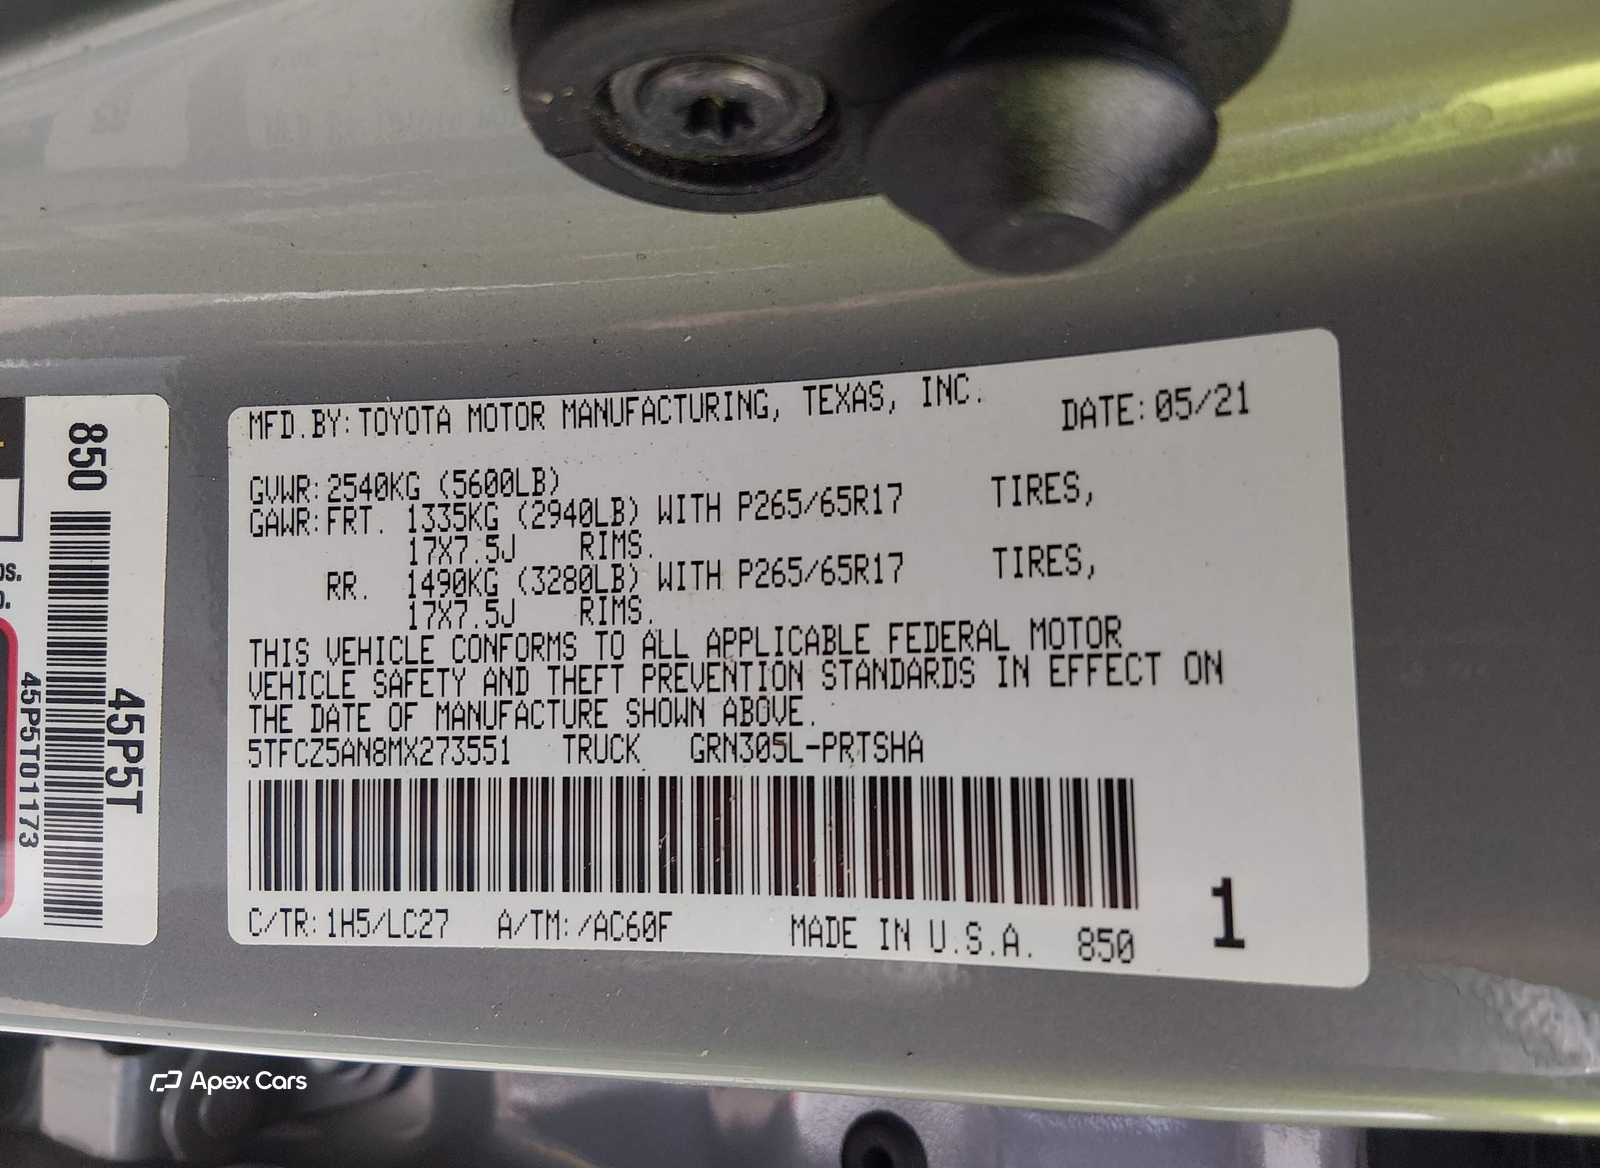 MFD.BY: TOYOTA MOTOR MANUFACTURING, TEXAS, INC. DATE: 05/21
GVWR: 2540KG (5600LB)
GAWR: FRT. 1335KG (2940LB) WITH P265/65R17 TIRES,
17X7.5J RIMS.
RR. 1490KG (3280LB) WITH P265/65R17 TIRES,
17X7.5J RIMS.
THIS VEHICLE CONFORMS TO ALL APPLICABLE FEDERAL MOTOR
VEHICLE SAFETY AND THEFT PREVENTION STANDARDS IN EFFECT ON
THE DATE OF MANUFACTURE SHOWN ABOVE.
5TFCZ5AN8MX273551 TRUCK GRN305L-PRTSHA
C/TR: 1H5/LC27 A/TM: /AC60F MADE IN U.S.A. 850
1
850
45P5T
45P5T01173
Apex Cars